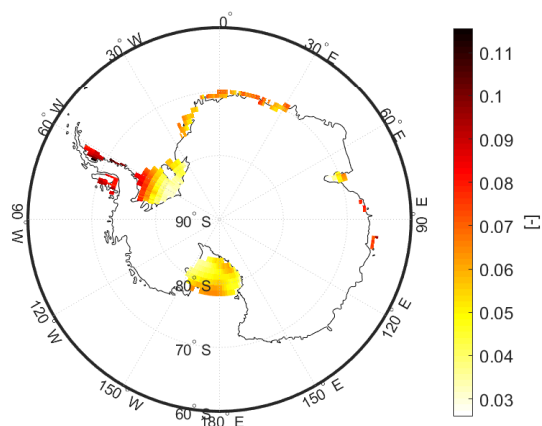 0°
30° W
30° E
60° W
60° E
90° W
90° S
90° E
80° S
120° W
120° E
70° S
150° W
150° E
60° S
180° E
0.11
0.1
0.09
0.08
0.07
0.06
0.05
0.04
0.03
[-]